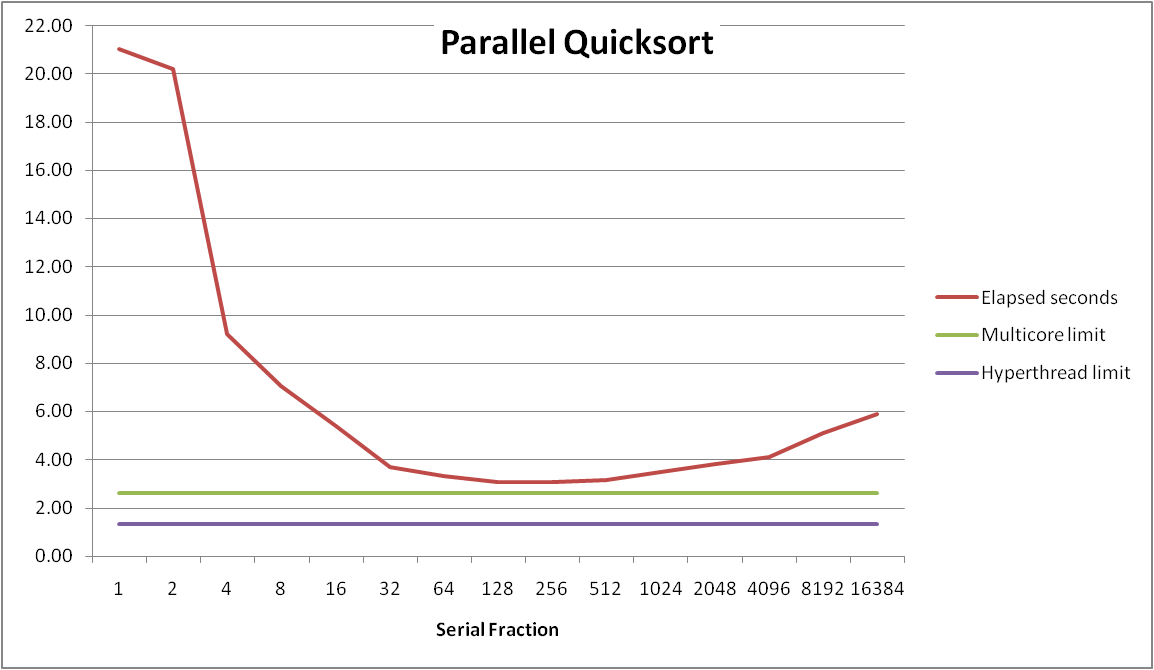 Parallel Quicksort
22.00
20.00
18.00
16.00
14.00
12.00
10.00
8.00
6.00
4.00
2.00
0.00
1 2 4 8 16 32 64 128 256 512 1024 2048 4096 8192 16384
Serial Fraction
Elapsed seconds
Multicore limit
Hyperthread limit